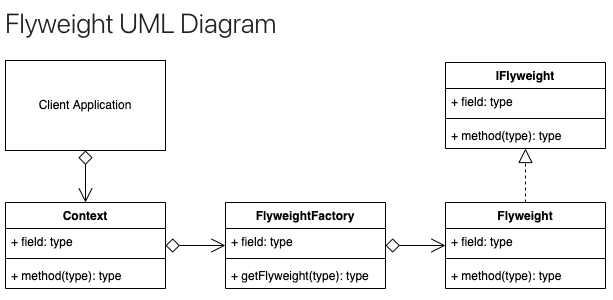 Flyweight UML Diagram
Client Application
IFlyweight
+ field: type
+ method(type): type
Context
+ field: type
+ method(type): type
FlyweightFactory
+ field: type
+ getFlyweight(type): type
Flyweight
+ field: type
+ method(type): type